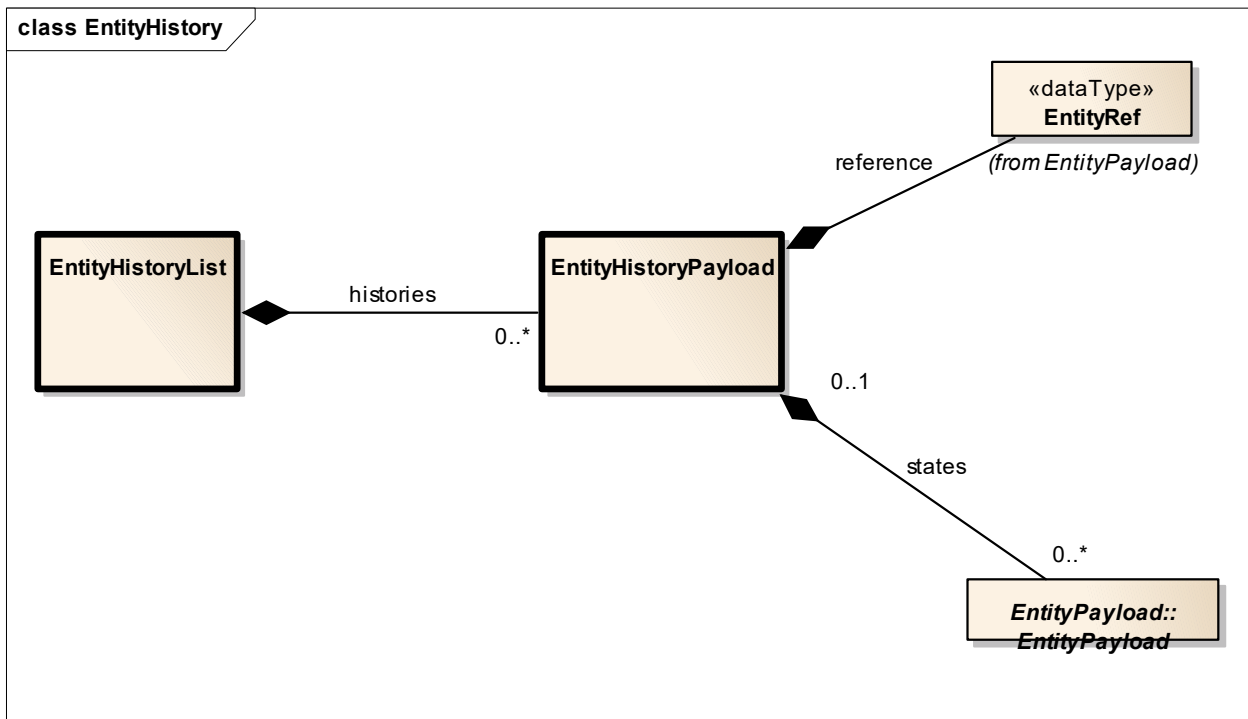 class EntityHistory
«dataType»
EntityRef
(from EntityPayload)
reference
EntityHistoryList
EntityHistoryPayload
histories
0..*
0..1
states
0..*
EntityPayload::
EntityPayload